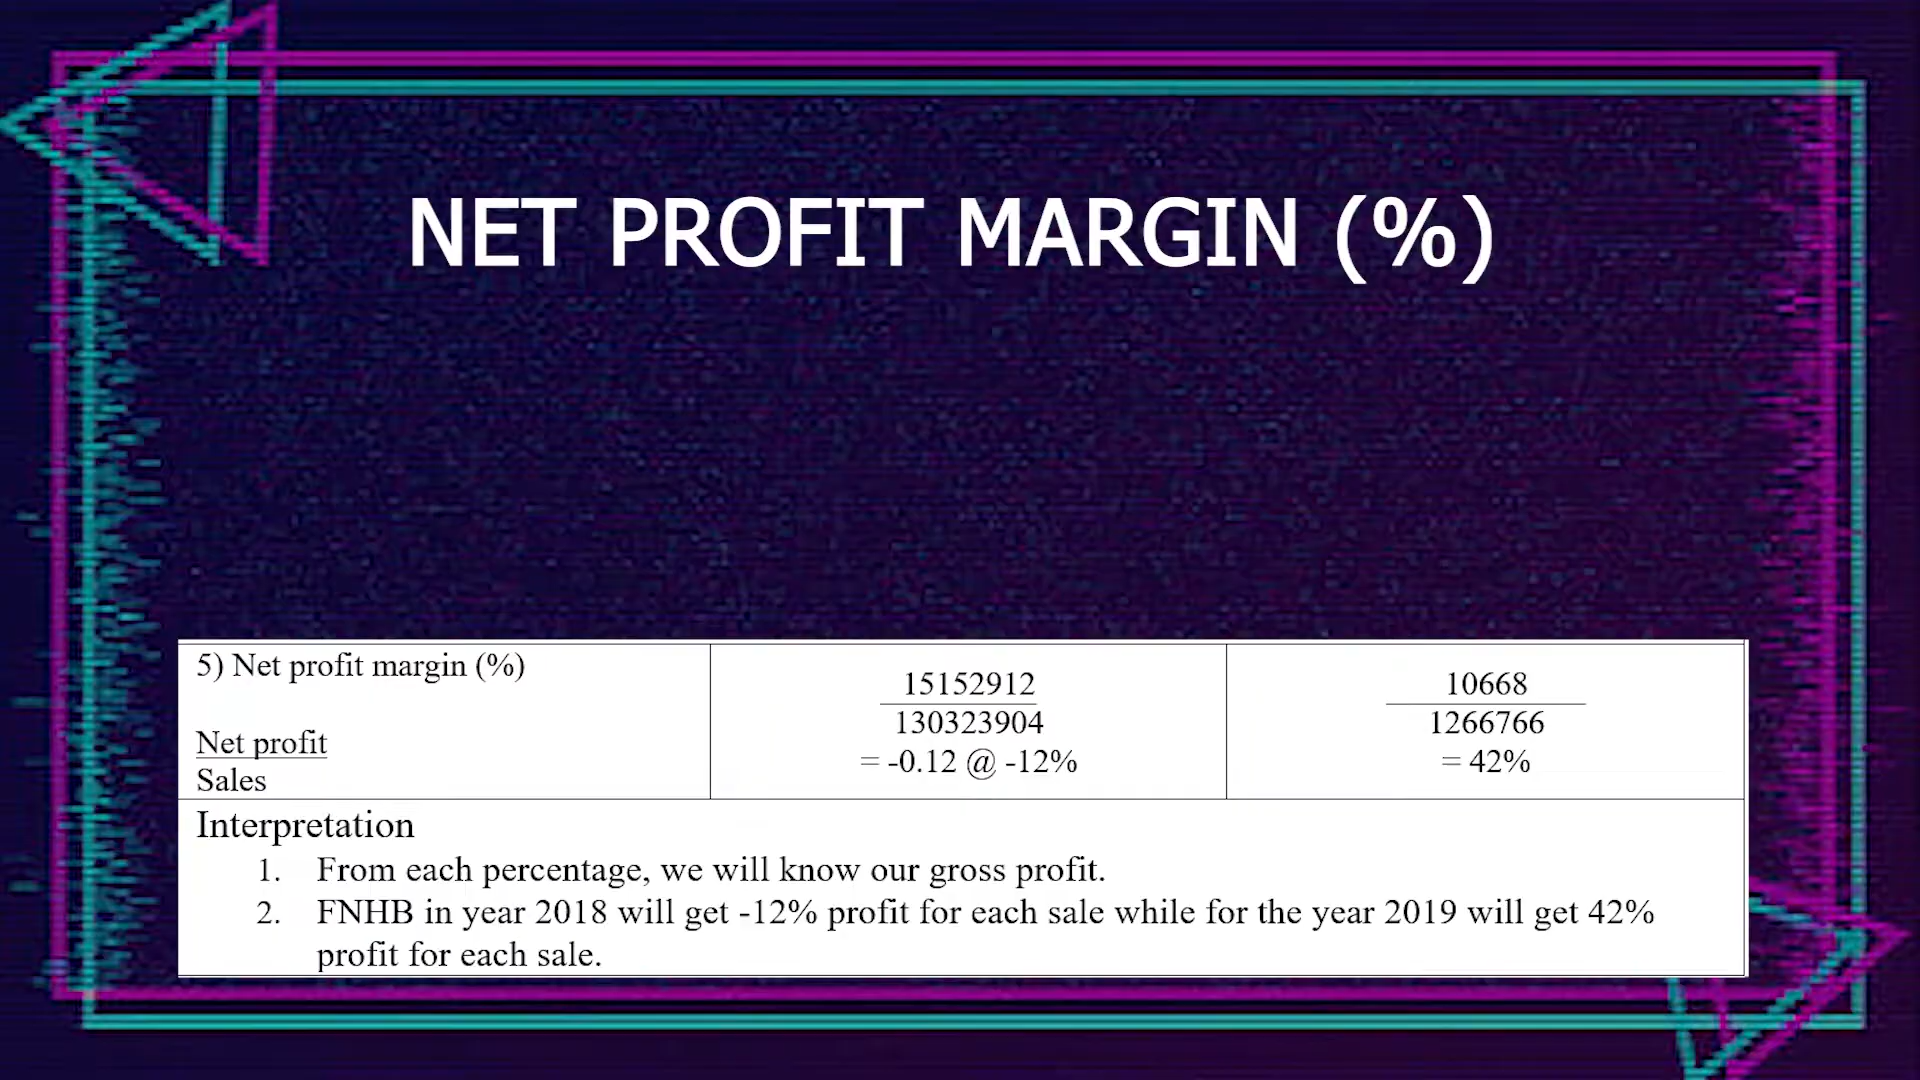 NET PROFIT MARGIN (%)
5) Net profit margin (%)
Net profit
Sales
15152912
130323904
= -0.12 @ -12%
10668
1266766
= 42%
Interpretation
1. From each percentage, we will know our gross profit.
2. FNHB in year 2018 will get -12% profit for each sale while for the year 2019 will get 42%
profit for each sale.